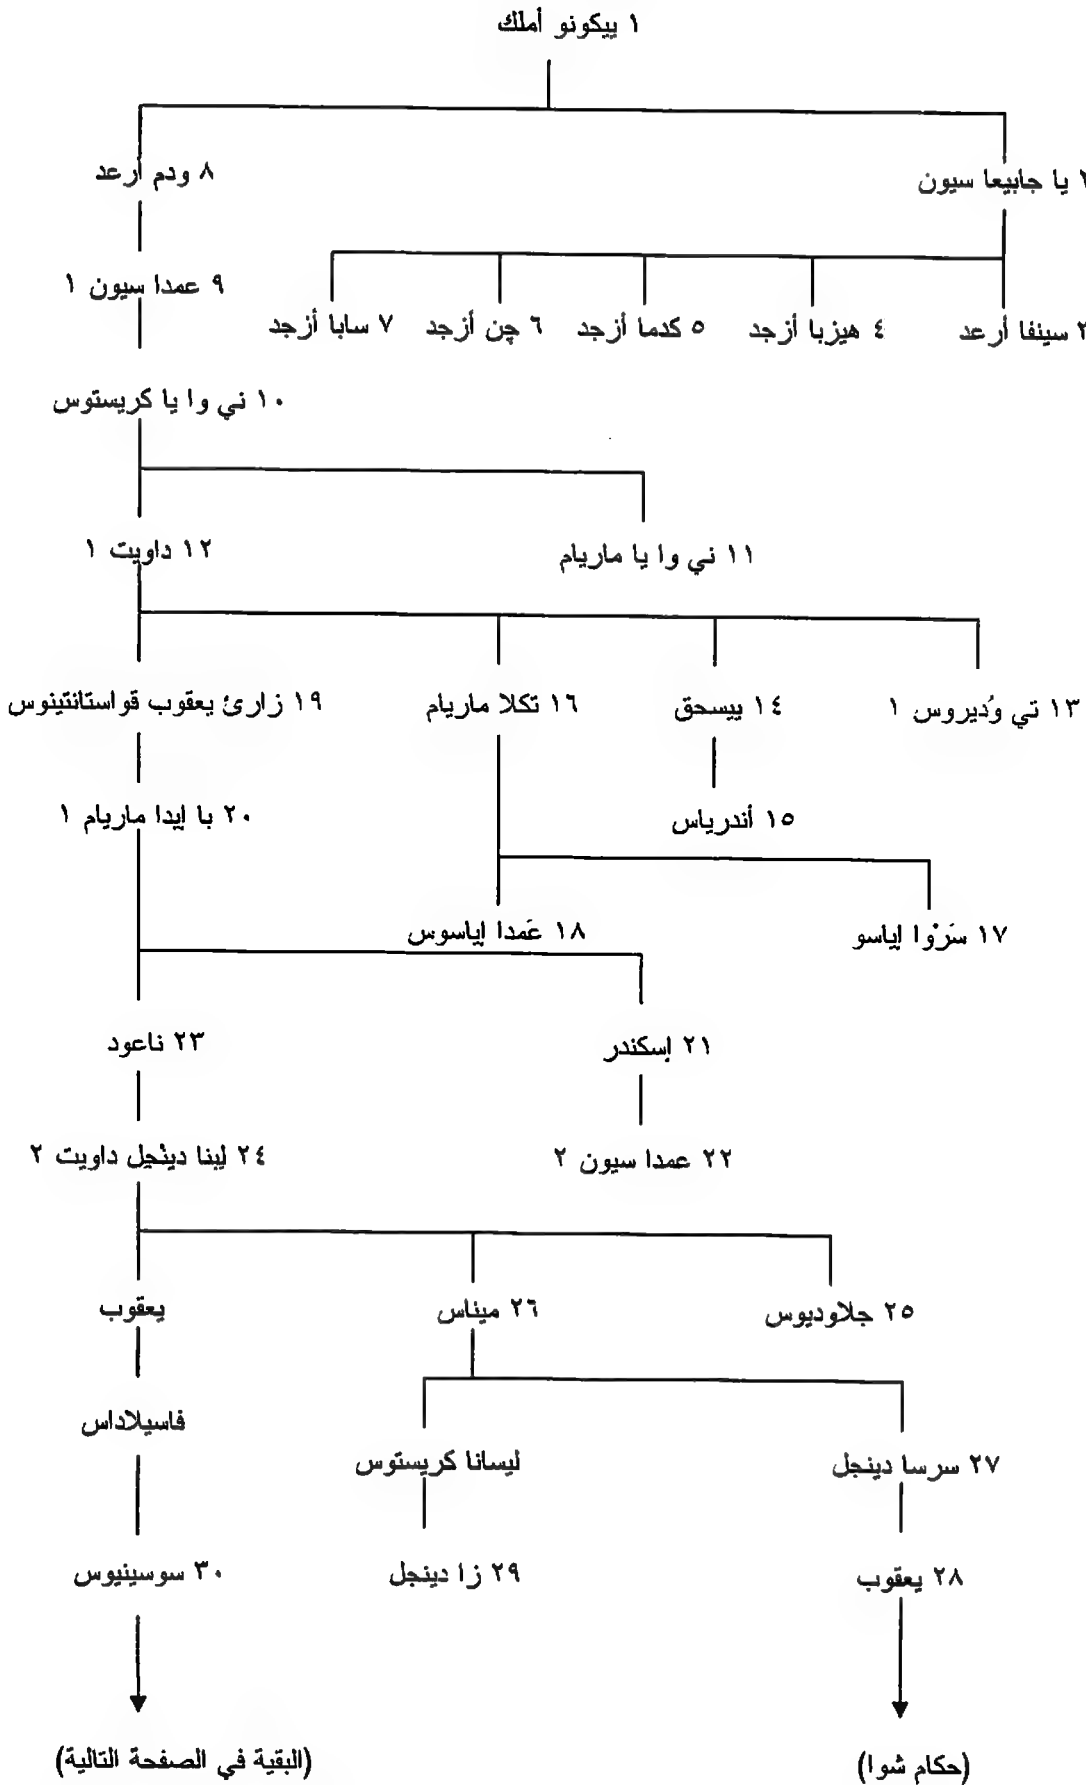 ١ ييكونو أملك
٢ يا جابيعا سيون
٨ ودم أرعد
٩ عمدا سيون ١
٣ سينفا أرعد
٤ هيزبا أزجد
٥ كدما أزجد
٦ چن أزجد
٧ سابا أزجد
١٠ ني وا يا كريستوس
١١ ني وا يا ماريام
١٢ داويت ١
١٣ تي وُديروس ١
١٤ ييسحق
١٦ تكلا ماريام
١٩ زارئ يعقوب قواستانتينوس
١٥ أندرياس
٢٠ با إيدا ماريام ١
١٧ سَرْوا إياسو
١٨ عَمدا إياسوس
٢١ إسكندر
٢٣ ناعود
٢٢ عمدا سيون ٢
٢٤ لِبنا دينْجِل داويت ٢
٢٥ جلاوديوس
٢٦ ميناس
يعقوب
فاسيلاداس
٢٧ سرسا دينجل
ليسانا كريستوس
٢٨ يعقوب
٢٩ زا دينجل
٣٠ سوسينيوس
(حكام شوا)
(البقية في الصفحة التالية)